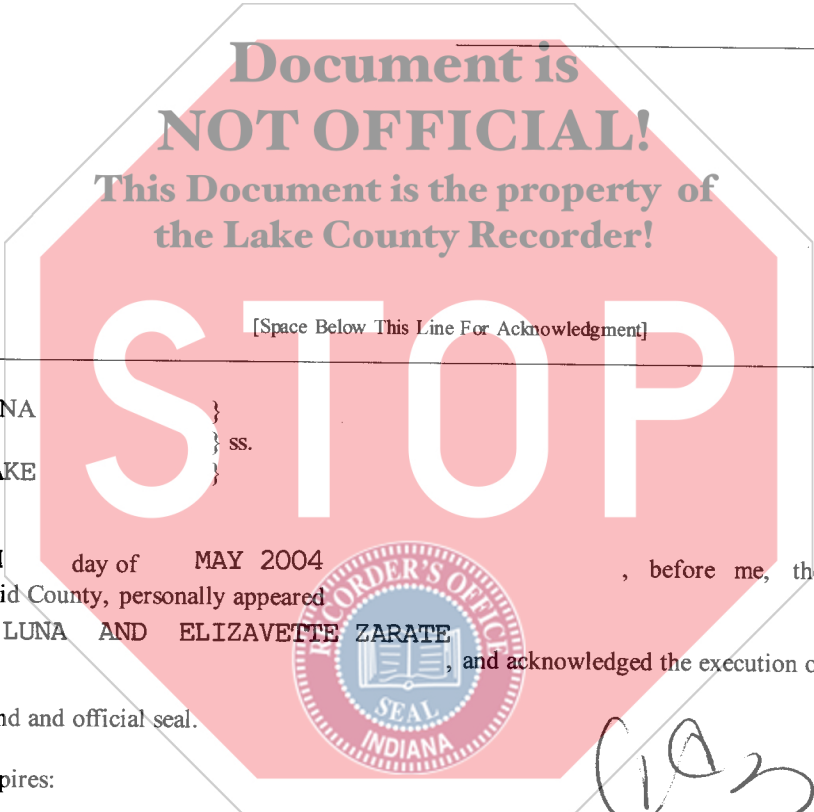 Document is
NOT OFFICIAL!
This Document is the property of
the Lake County Recorder!
STOP
[Space Below This Line For Acknowledgment]
NA }
} ss.
AKE }
day of MAY 2004 , before me, th
id County, personally appeared
LUNA AND ELIZAVETTE ZARATE
, and acknowledged the execution o
nd and official seal.
pires:
RECORDER'S OFFICE
SEAL
INDIANA